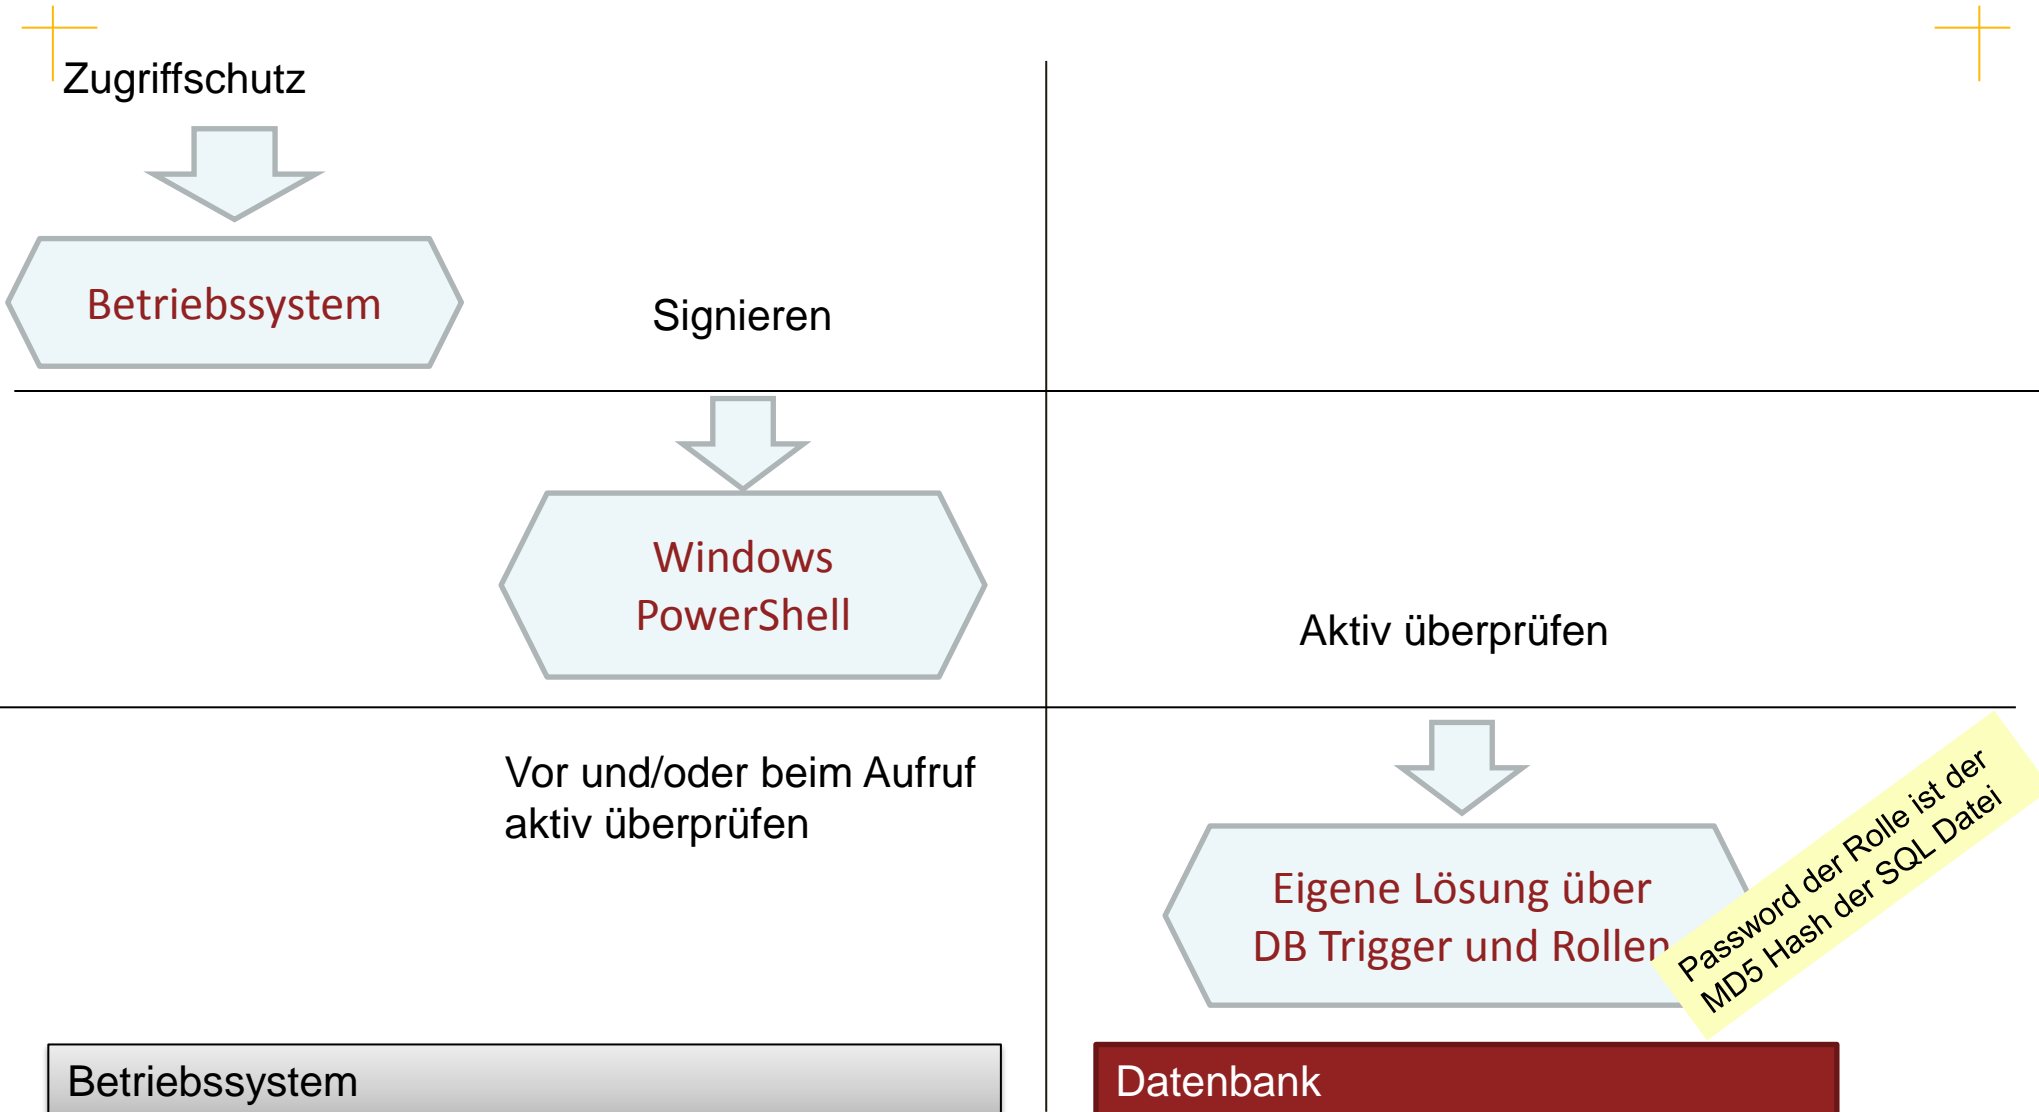 Zugriffschutz
Betriebssystem
Signieren
Windows
PowerShell
Aktiv überprüfen
Vor und/oder beim Aufruf
aktiv überprüfen
Eigene Lösung über
DB Trigger und Rollen
Password der Rolle ist der
MD5 Hash der SQL Datei
Betriebssystem
Datenbank